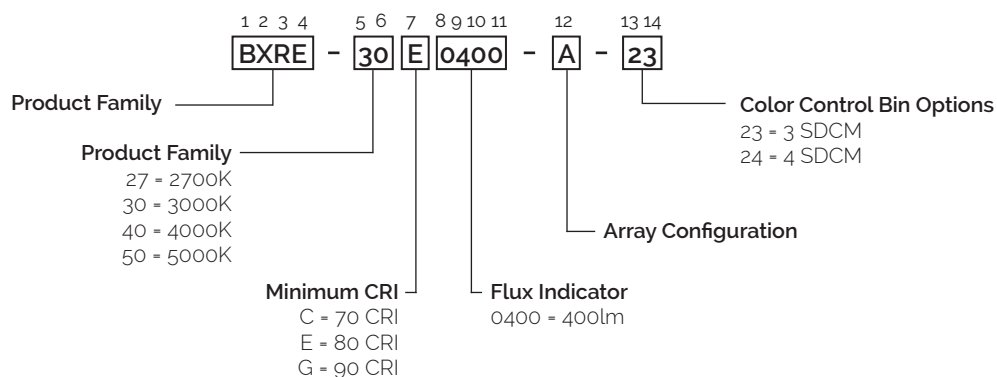 1 2 3 4 5 6 7 8 9 10 11 12 13 14
BXRE - 30 E 0400 - A - 23
Product Family
Color Control Bin Options
23 = 3 SDCM
24 = 4 SDCM
Product Family
27 = 2700K
30 = 3000K
40 = 4000K
50 = 5000K
Array Configuration
Minimum CRI
C = 70 CRI
E = 80 CRI
G = 90 CRI
Flux Indicator
0400 = 400lm